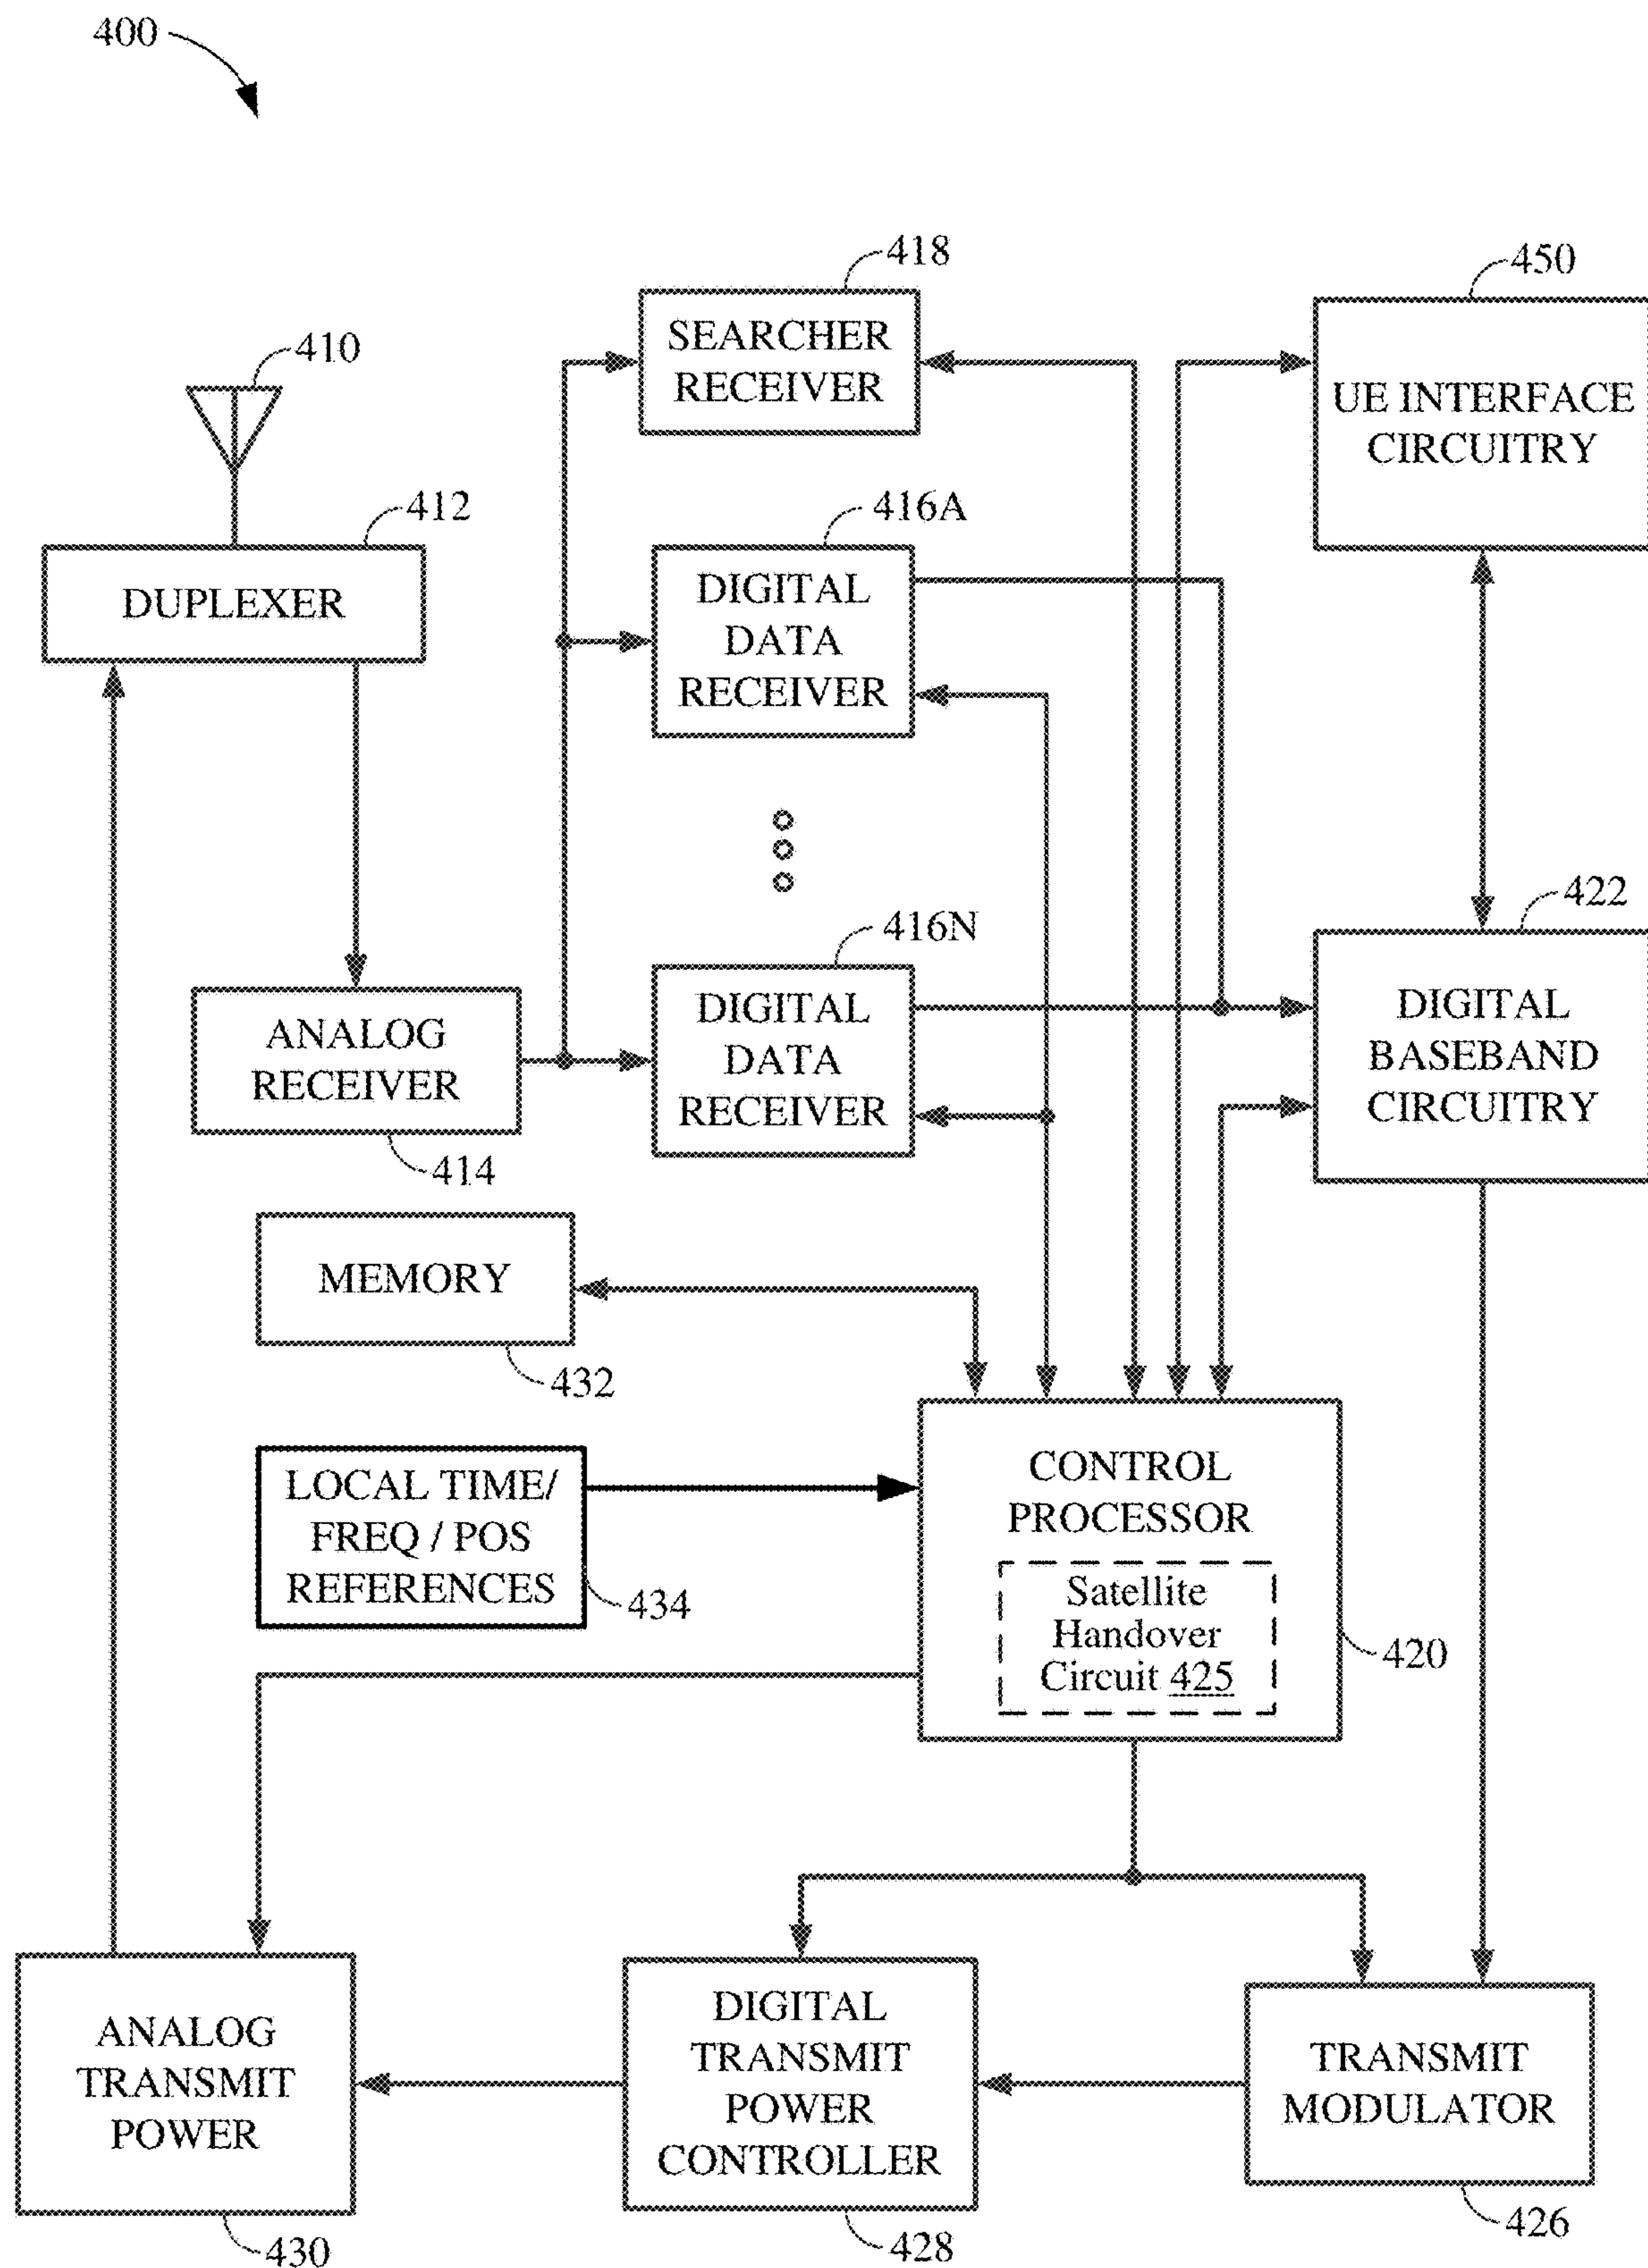 400
418
SEARCHER
RECEIVER
450
UE INTERFACE
CIRCUITRY
410
412
DUPLEXER
416A
DIGITAL
DATA
RECEIVER
416N
DIGITAL
DATA
RECEIVER
422
DIGITAL
BASEBAND
CIRCUITRY
ANALOG
RECEIVER
414
MEMORY
432
LOCAL TIME/
FREQ / POS
REFERENCES
434
CONTROL
PROCESSOR
Satellite
Handover
Circuit 425
420
ANALOG
TRANSMIT
POWER
430
DIGITAL
TRANSMIT
POWER
CONTROLLER
428
TRANSMIT
MODULATOR
426